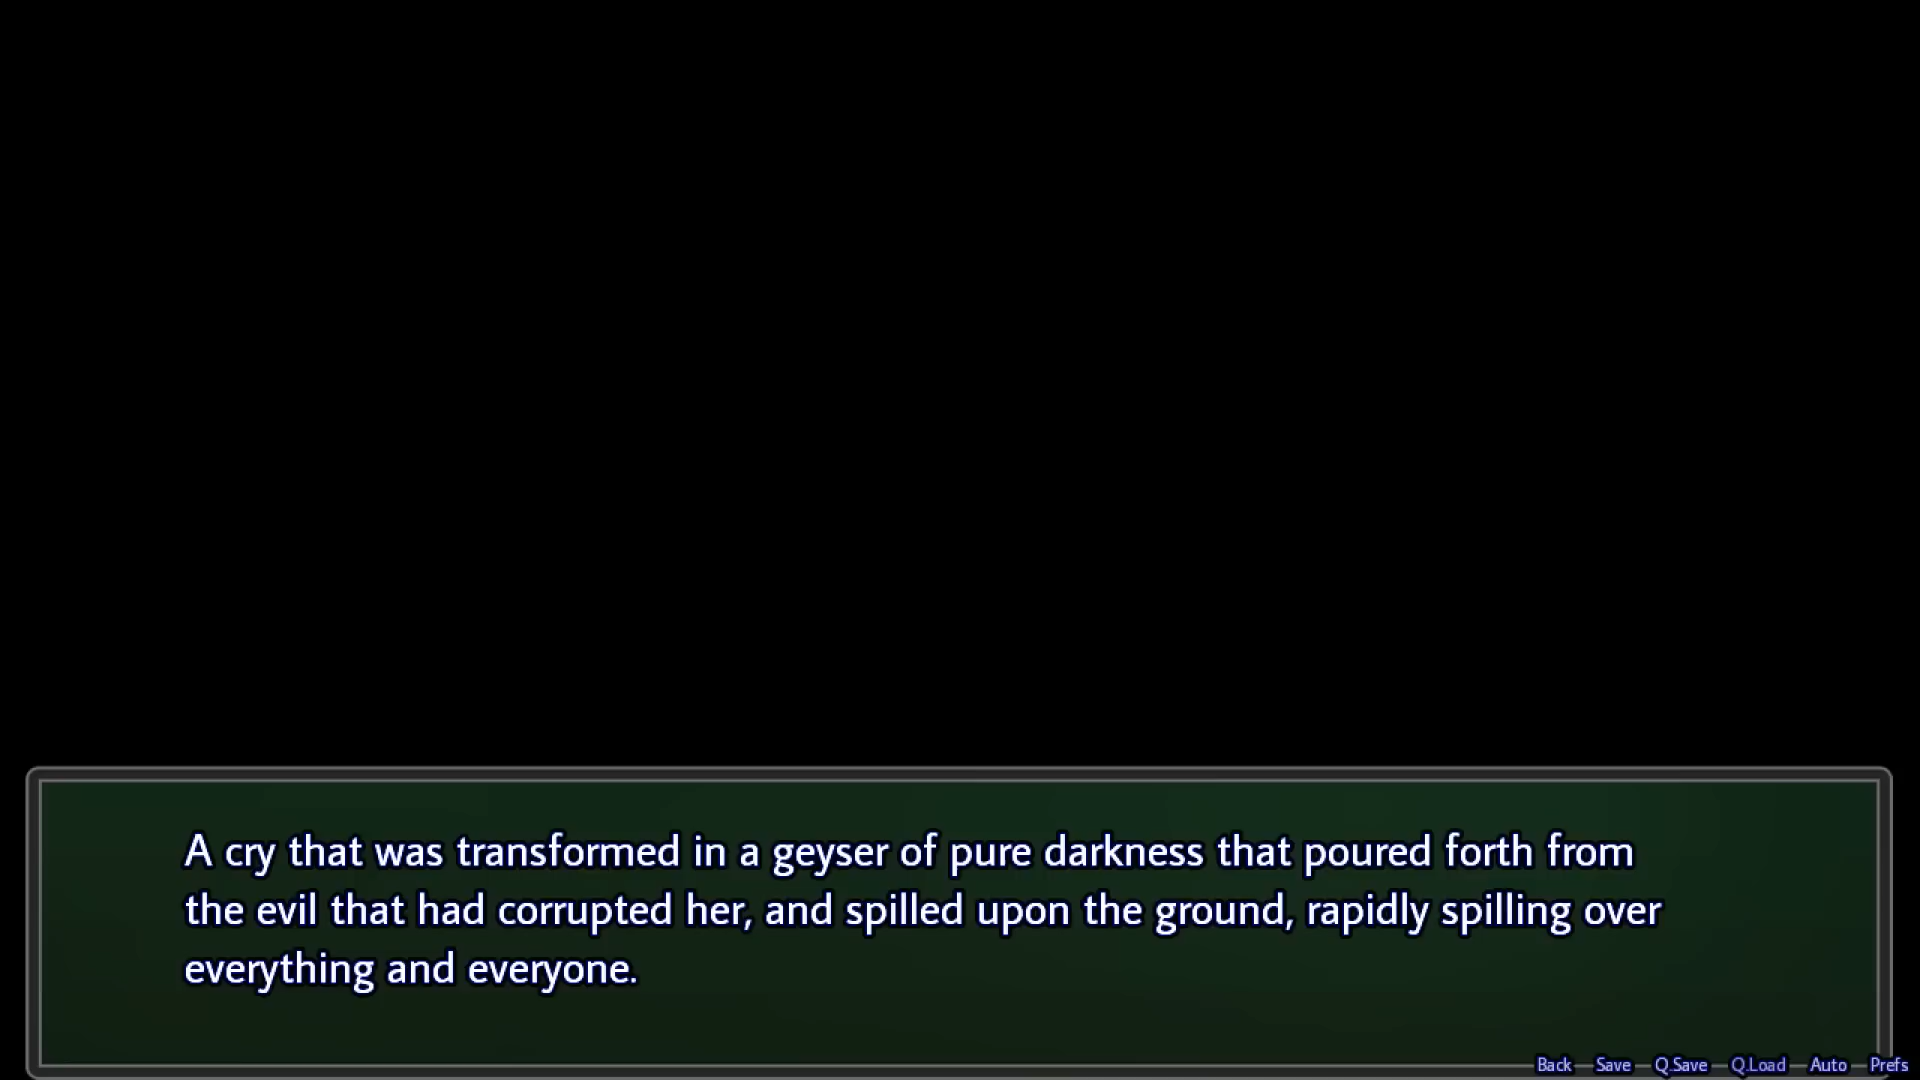 A cry that was transformed in a geyser of pure darkness that poured forth from
the evil that had corrupted her, and spilled upon the ground, rapidly spilling over
everything and everyone.
Back Save Q.Save Q.Load Auto Prefs